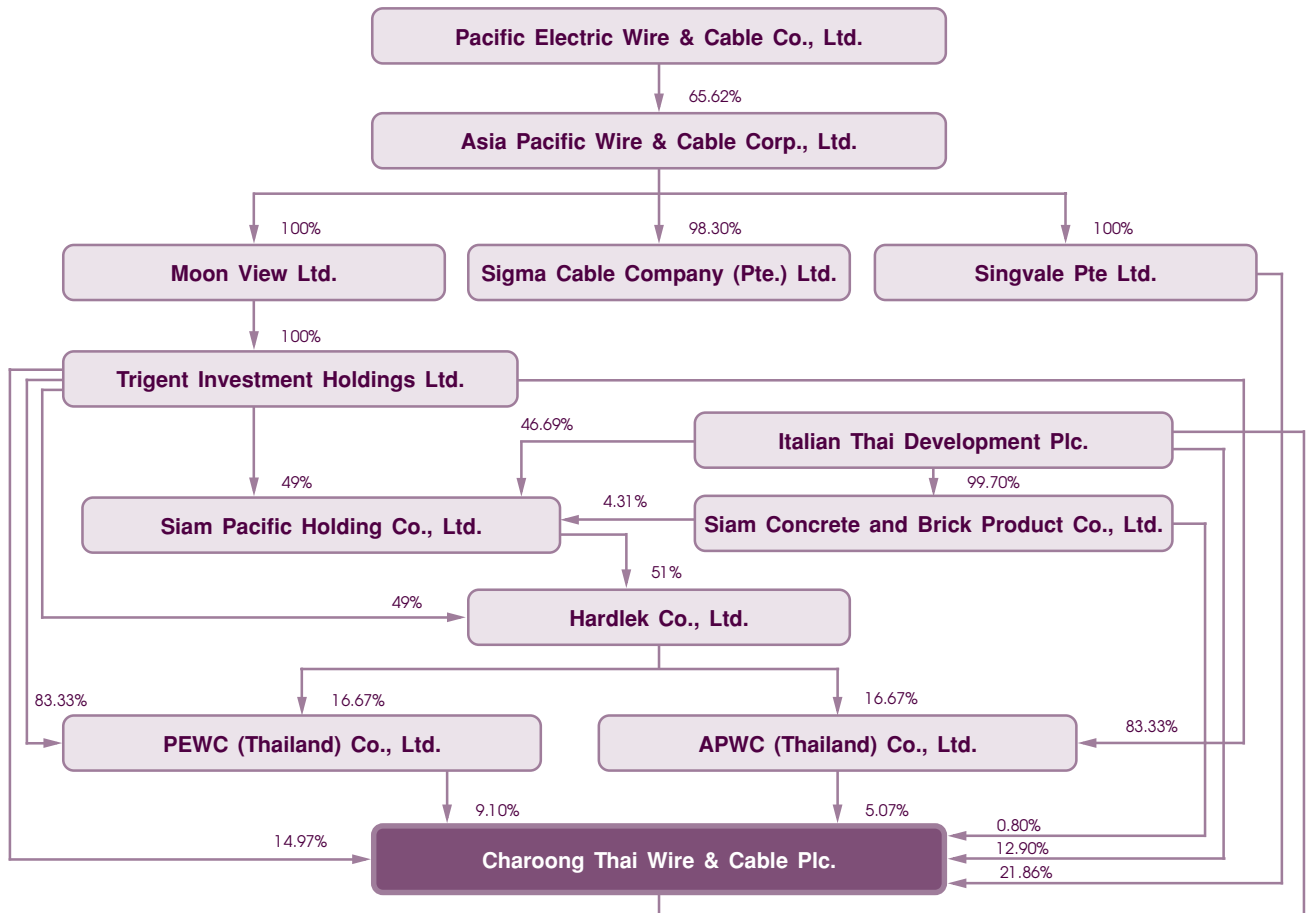 Pacific Electric Wire & Cable Co., Ltd.
65.62%
Asia Pacific Wire & Cable Corp., Ltd.
100%
98.30%
100%
Moon View Ltd.
Sigma Cable Company (Pte.) Ltd.
Singvale Pte Ltd.
100%
Trigent Investment Holdings Ltd.
46.69%
Italian Thai Development Plc.
49%
99.70%
4.31%
Siam Pacific Holding Co., Ltd.
Siam Concrete and Brick Product Co., Ltd.
51%
49%
Hardlek Co., Ltd.
83.33%
16.67%
16.67%
83.33%
PEWC (Thailand) Co., Ltd.
APWC (Thailand) Co., Ltd.
9.10%
5.07%
0.80%
14.97%
12.90%
Charoong Thai Wire & Cable Plc.
21.86%